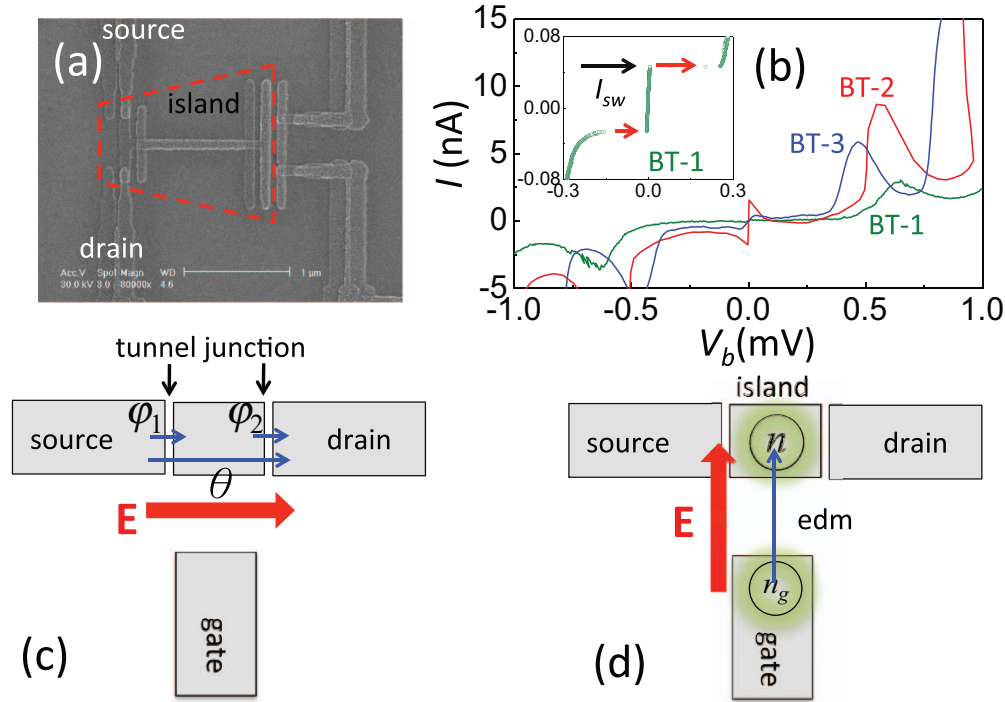 (a)
source
island
drain
Acc.V Spot Magn WD
30.0 kV 3.0 80000x 4.6
1 μm
(b)
I (nA)
15
10
5
0
-5
-1.0 -0.5 0.0 0.5 1.0
V_b(mV)
BT-2
BT-3
BT-1
0.08
0.00
-0.08
-0.3 0.0 0.3
I_sw
BT-1
(c)
tunnel junction
source
φ₁
φ₂
drain
θ
E
gate
(d)
island
source
n
drain
E
edm
n_g
gate